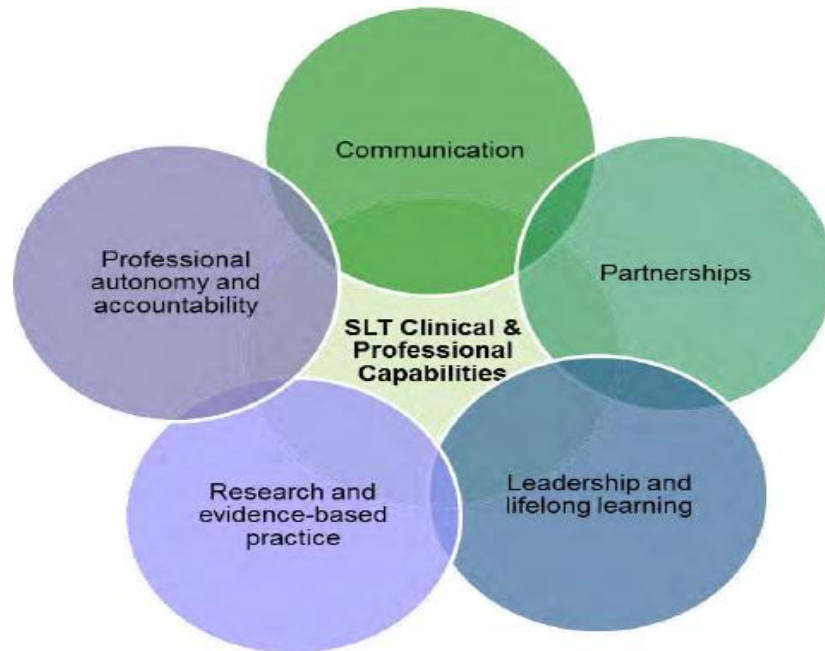 Communication
Partnerships
Professional
autonomy and
accountability
SLT Clinical &
Professional
Capabilities
Leadership and
lifelong learning
Research and
evidence-based
practice